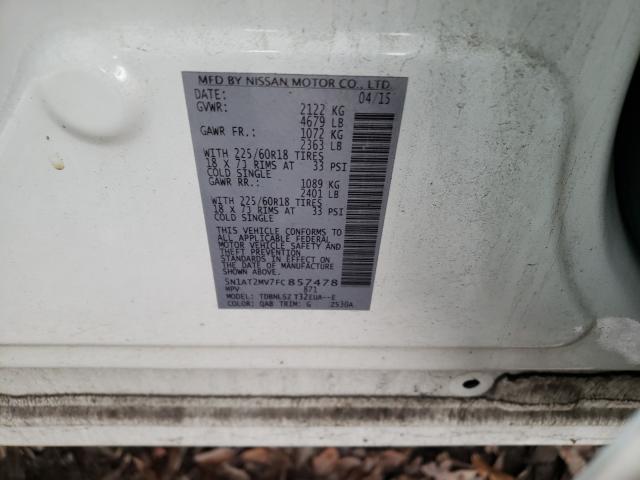 MFD BY NISSAN MOTOR CO., LTD.
DATE: 04/15
GVWR: 2122 KG
4679 LB
GAWR FR.: 1072 KG
2363 LB
WITH 225/60R18 TIRES
18 X 7J RIMS AT 33 PSI
COLD SINGLE
GAWR RR.: 1089 KG
2401 LB
WITH 225/60R18 TIRES
18 X 7J RIMS AT 33 PSI
COLD SINGLE
THIS VEHICLE CONFORMS TO
ALL APPLICABLE FEDERAL
MOTOR VEHICLE SAFETY AND
THEFT PREVENTION
STANDARDS IN EFFECT ON
THE DATE OF MANUFACTURE
SHOWN ABOVE.
5N1AT2MV7FC857478
MPV 871
MODEL: TDBNLSZ T32EUA--E
COLOR: QAB TRIM: G 2530A